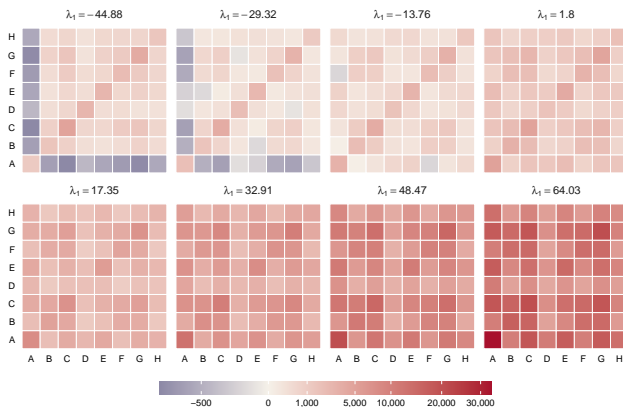 λ₁ = −44.88 λ₁ = −29.32 λ₁ = −13.76 λ₁ = 1.8
H
G
F
E
D
C
B
A
λ₁ = 17.35 λ₁ = 32.91 λ₁ = 48.47 λ₁ = 64.03
H
G
F
E
D
C
B
A
A B C D E F G H A B C D E F G H A B C D E F G H A B C D E F G H
−500 0 1,000 5,000 10,000 20,000 30,000